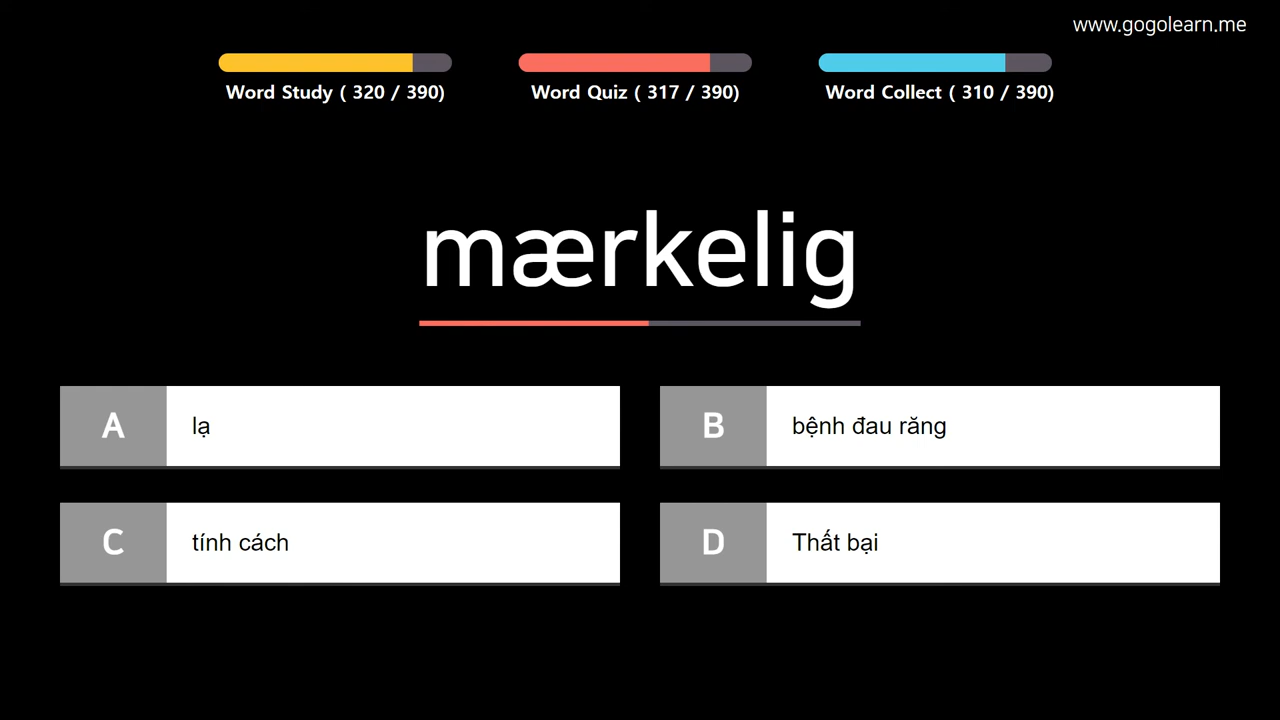 www.gogolearn.me
Word Study ( 320 / 390)
Word Quiz ( 317 / 390)
Word Collect ( 310 / 390)
mærkelig
A
lạ
B
bệnh đau răng
C
tính cách
D
Thất bại